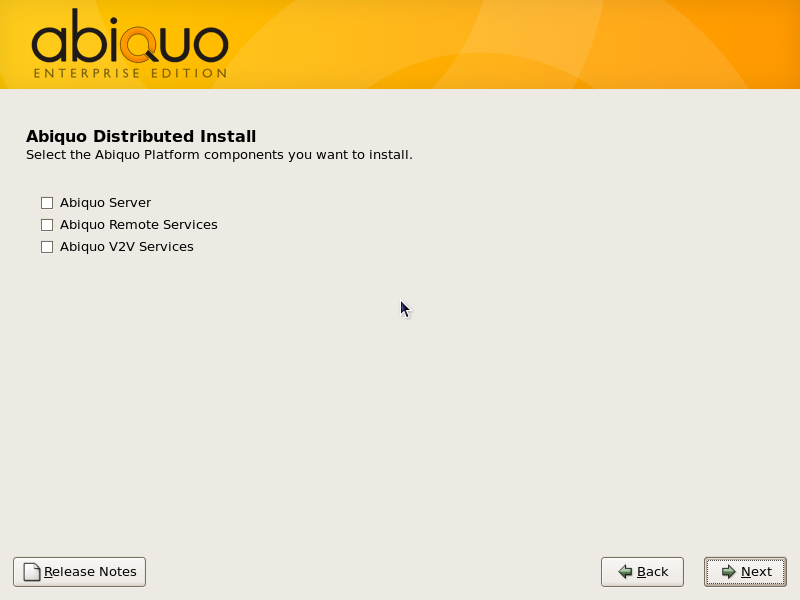 abiquo
ENTERPRISE EDITION
Abiquo Distributed Install
Select the Abiquo Platform components you want to install.
Abiquo Server
Abiquo Remote Services
Abiquo V2V Services
Release Notes
Back
Next